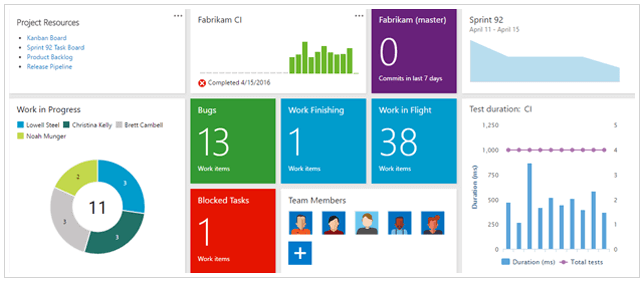 Project Resources
Kanban Board
Sprint 92 Task Board
Product Backlog
Release Pipeline
Fabrikam CI
Completed 4/15/2016
Fabrikam (master)
0
Commits in last 7 days
Sprint 92
April 11 - April 15
Work in Progress
Lowell Steel Christina Kelly Brett Cambell
Noah Munger
2
3
11
3
3
Bugs
13
Work items
Work Finishing
1
Work items
Work in Flight
38
Work items
Blocked Tasks
1
Work items
Team Members
Test duration: CI
1,250 5
1,000 4
750 3
500 2
250 1
0 0
Duration (ms)
Duration (ms) Total tests